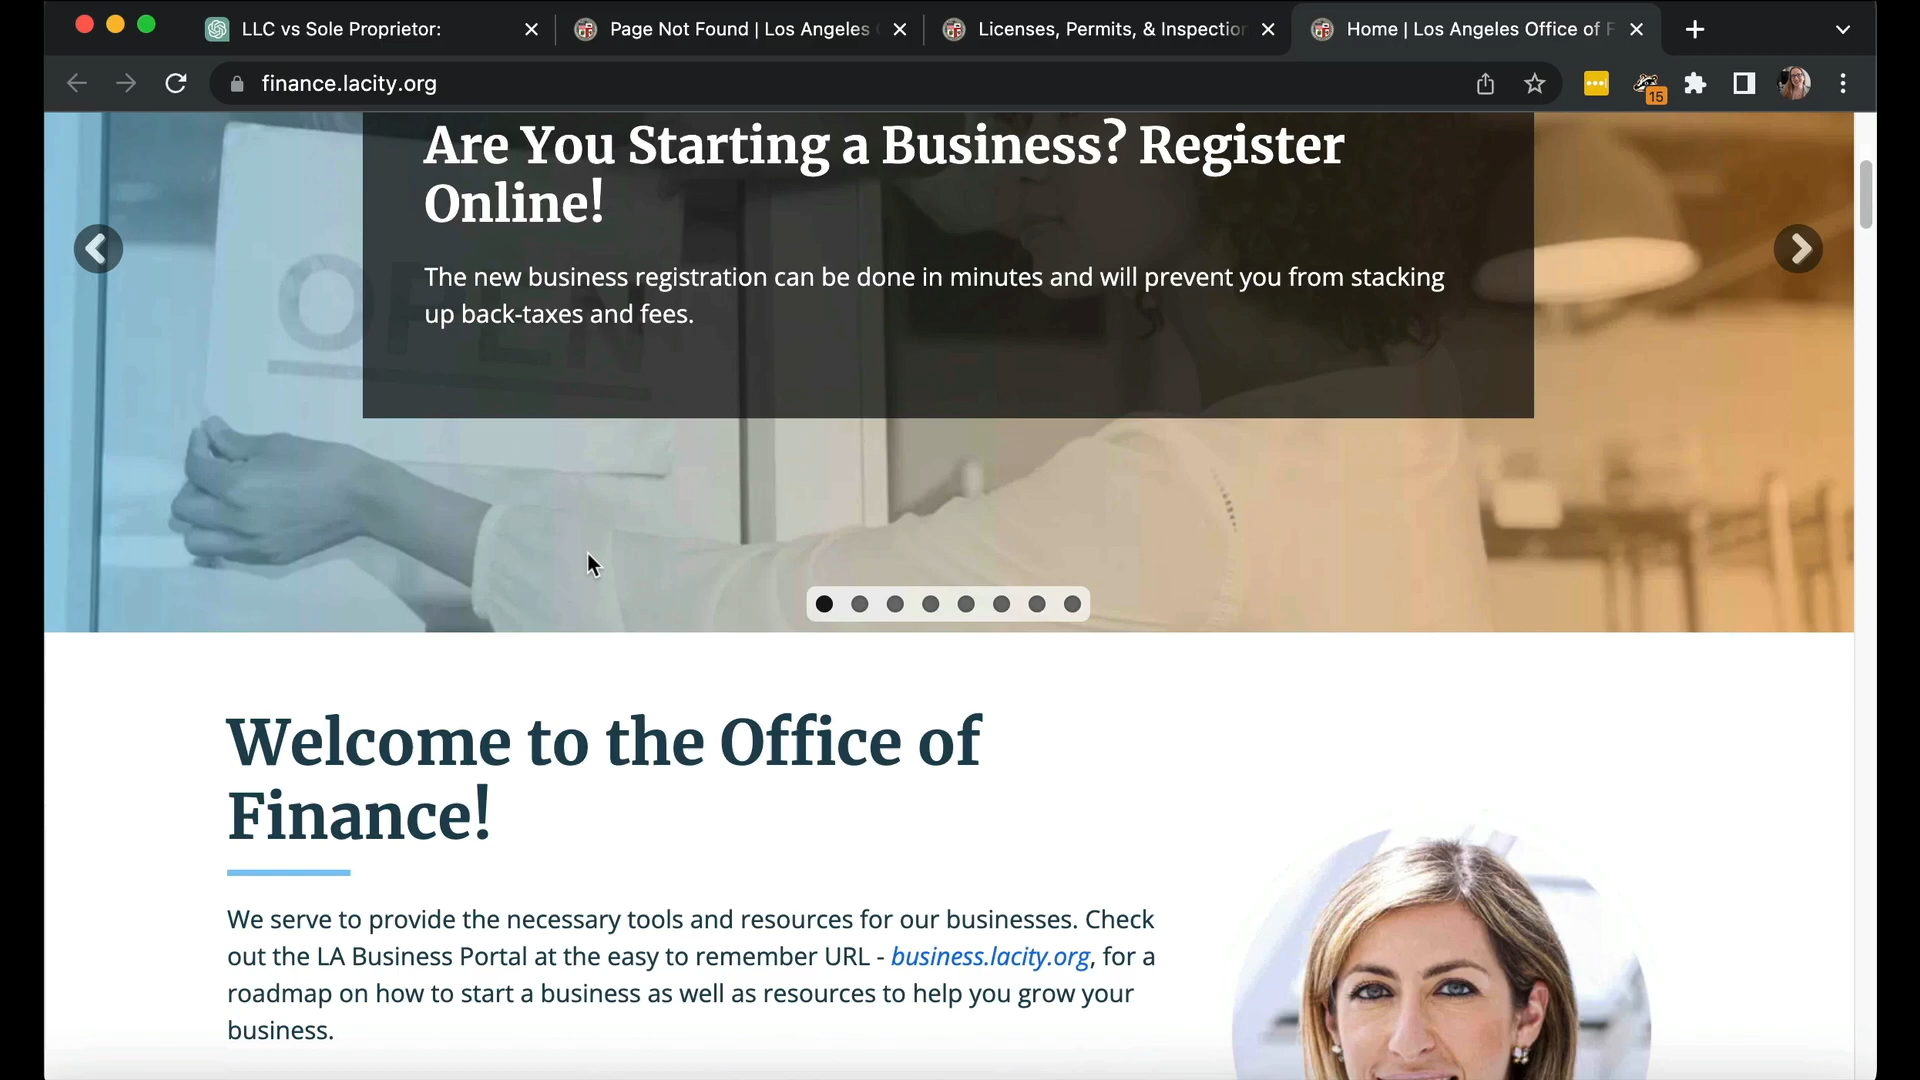 LLC vs Sole Proprietor:
Page Not Found | Los Angeles
Licenses, Permits, & Inspection
Home | Los Angeles Office of F
finance.lacity.org
15
Are You Starting a Business? Register
Online!
The new business registration can be done in minutes and will prevent you from stacking
up back-taxes and fees.
OPEN
Welcome to the Office of
Finance!
We serve to provide the necessary tools and resources for our businesses. Check
out the LA Business Portal at the easy to remember URL - business.lacity.org, for a
roadmap on how to start a business as well as resources to help you grow your
business.